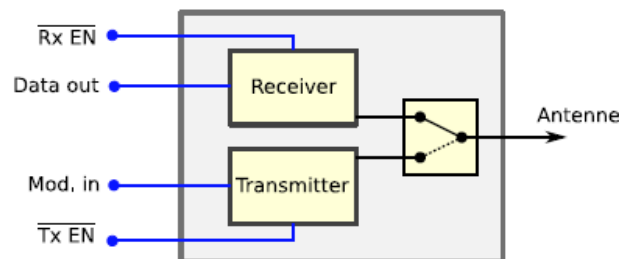 Rx EN
Data out
Receiver
Antenne
Mod. in
Transmitter
Tx EN